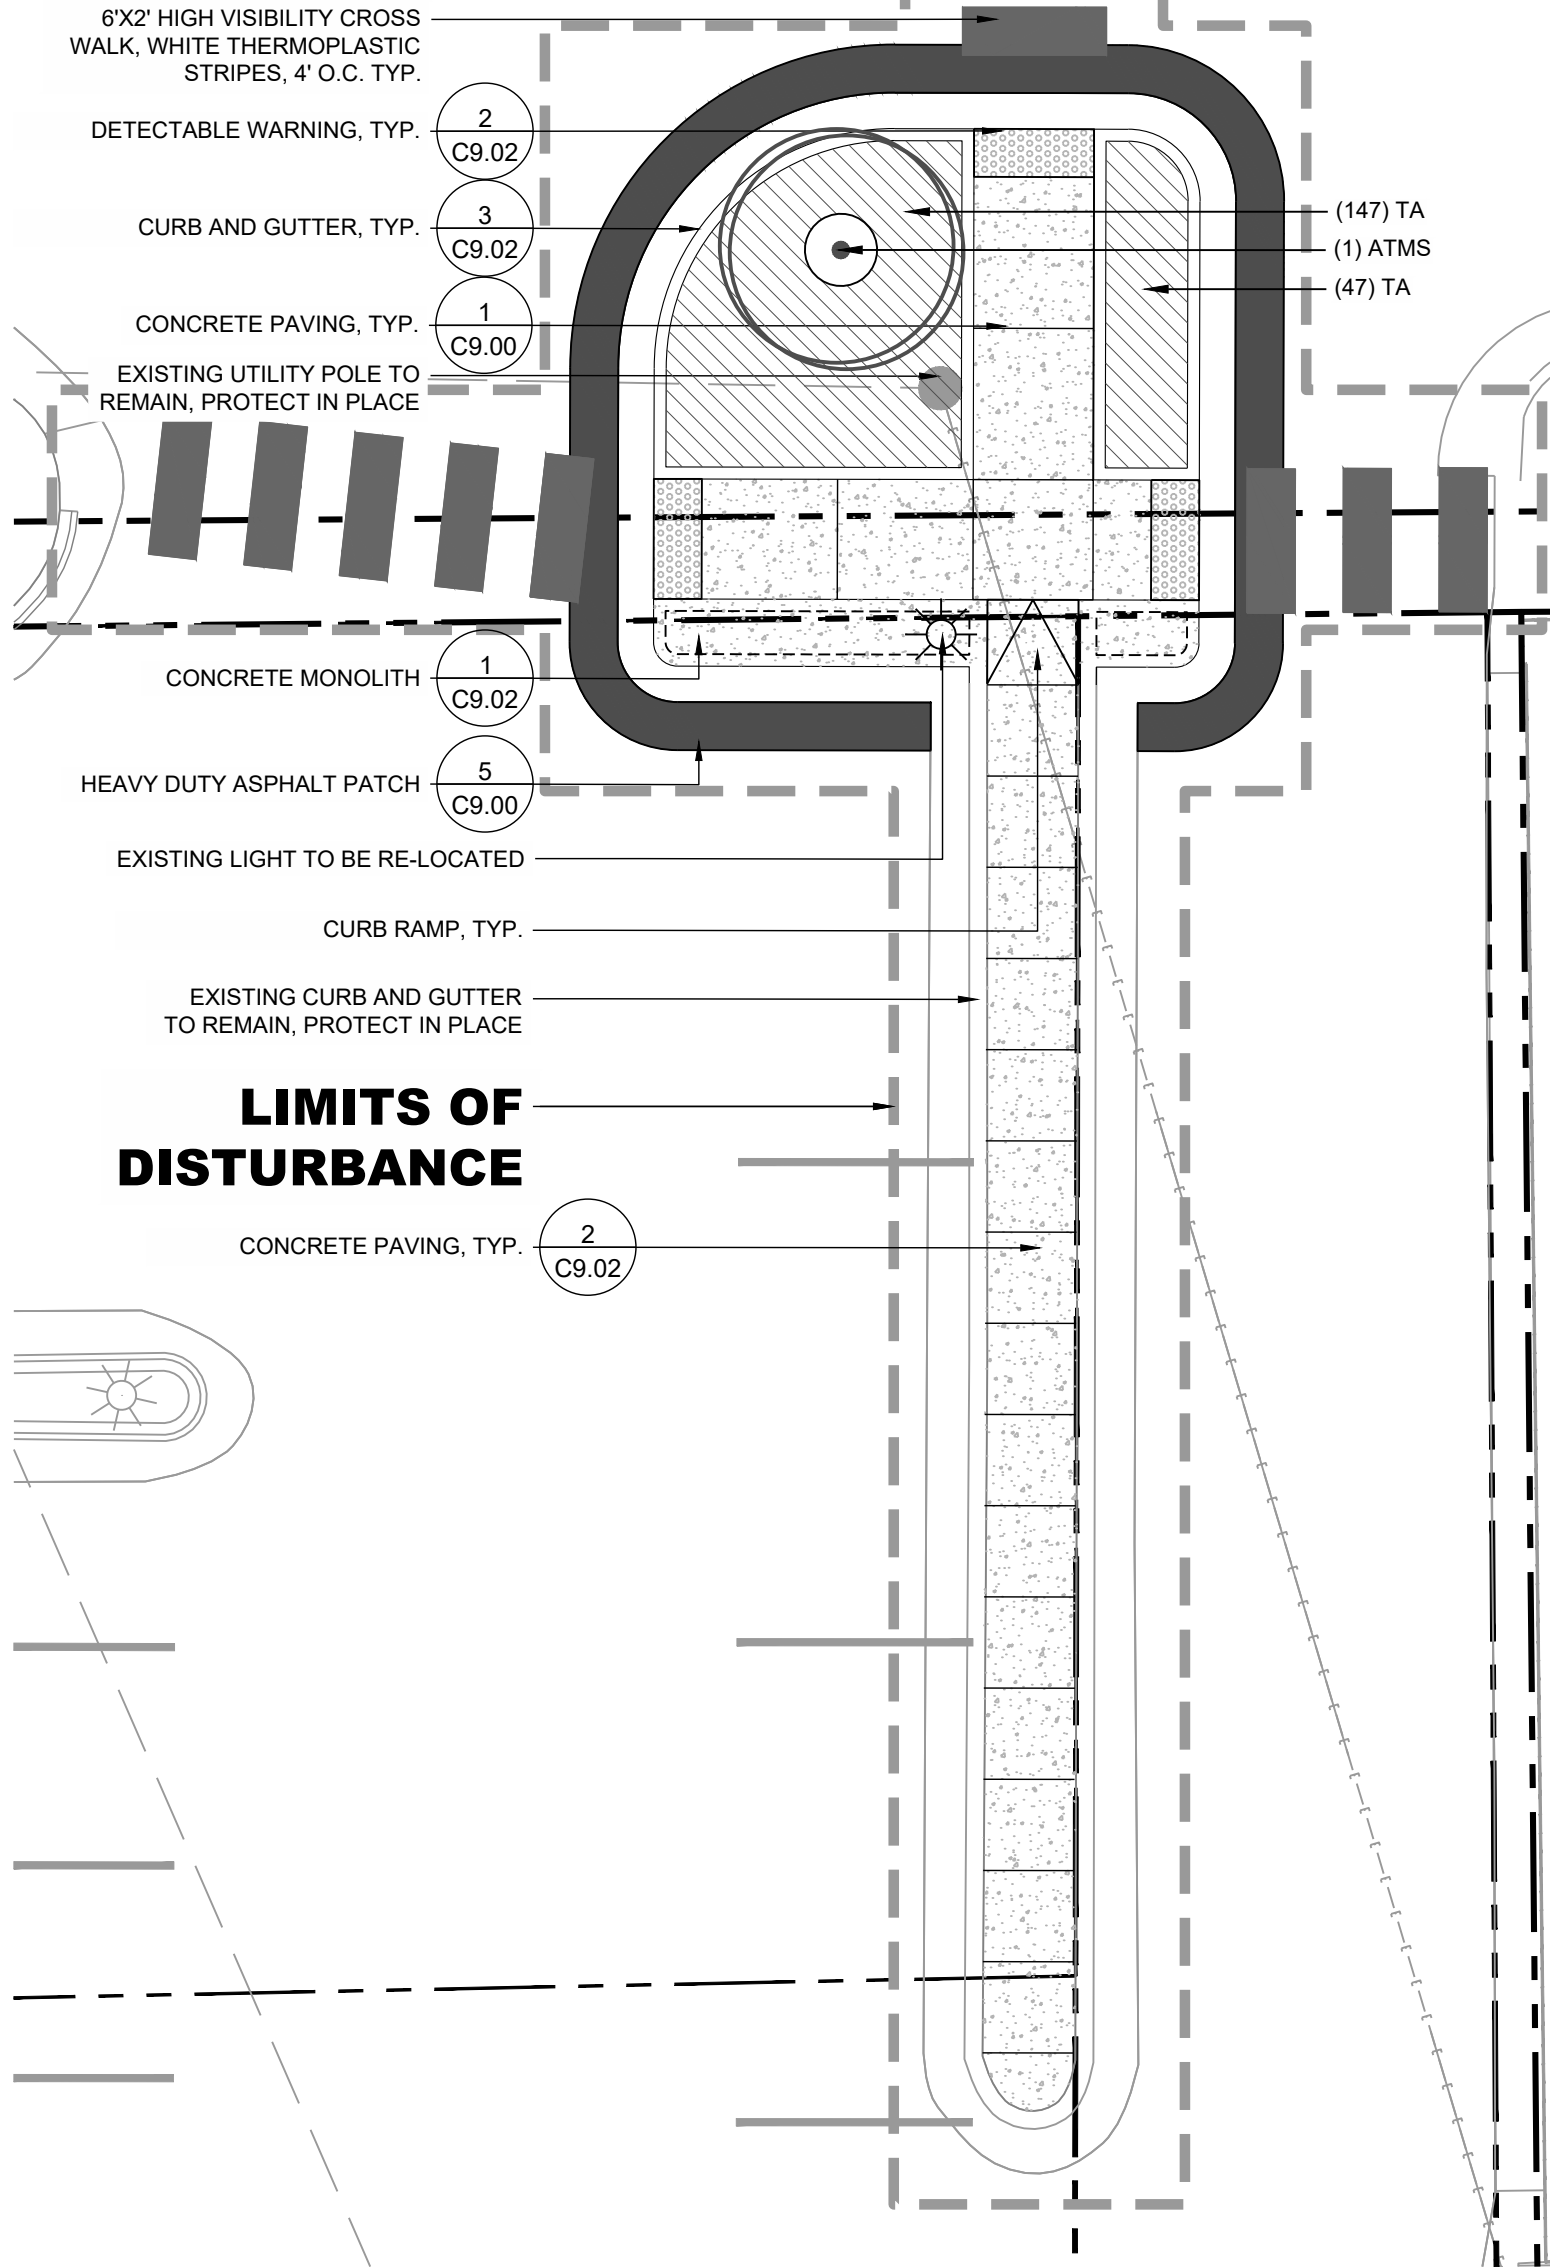 6'X2' HIGH VISIBILITY CROSS
WALK, WHITE THERMOPLASTIC
STRIPES, 4' O.C. TYP.
DETECTABLE WARNING, TYP.
2
C9.02
CURB AND GUTTER, TYP.
3
C9.02
(147) TA
(1) ATMS
(47) TA
CONCRETE PAVING, TYP.
1
C9.00
EXISTING UTILITY POLE TO
REMAIN, PROTECT IN PLACE
CONCRETE MONOLITH
1
C9.02
HEAVY DUTY ASPHALT PATCH
5
C9.00
EXISTING LIGHT TO BE RE-LOCATED
CURB RAMP, TYP.
EXISTING CURB AND GUTTER
TO REMAIN, PROTECT IN PLACE
LIMITS OF
DISTURBANCE
CONCRETE PAVING, TYP.
2
C9.02